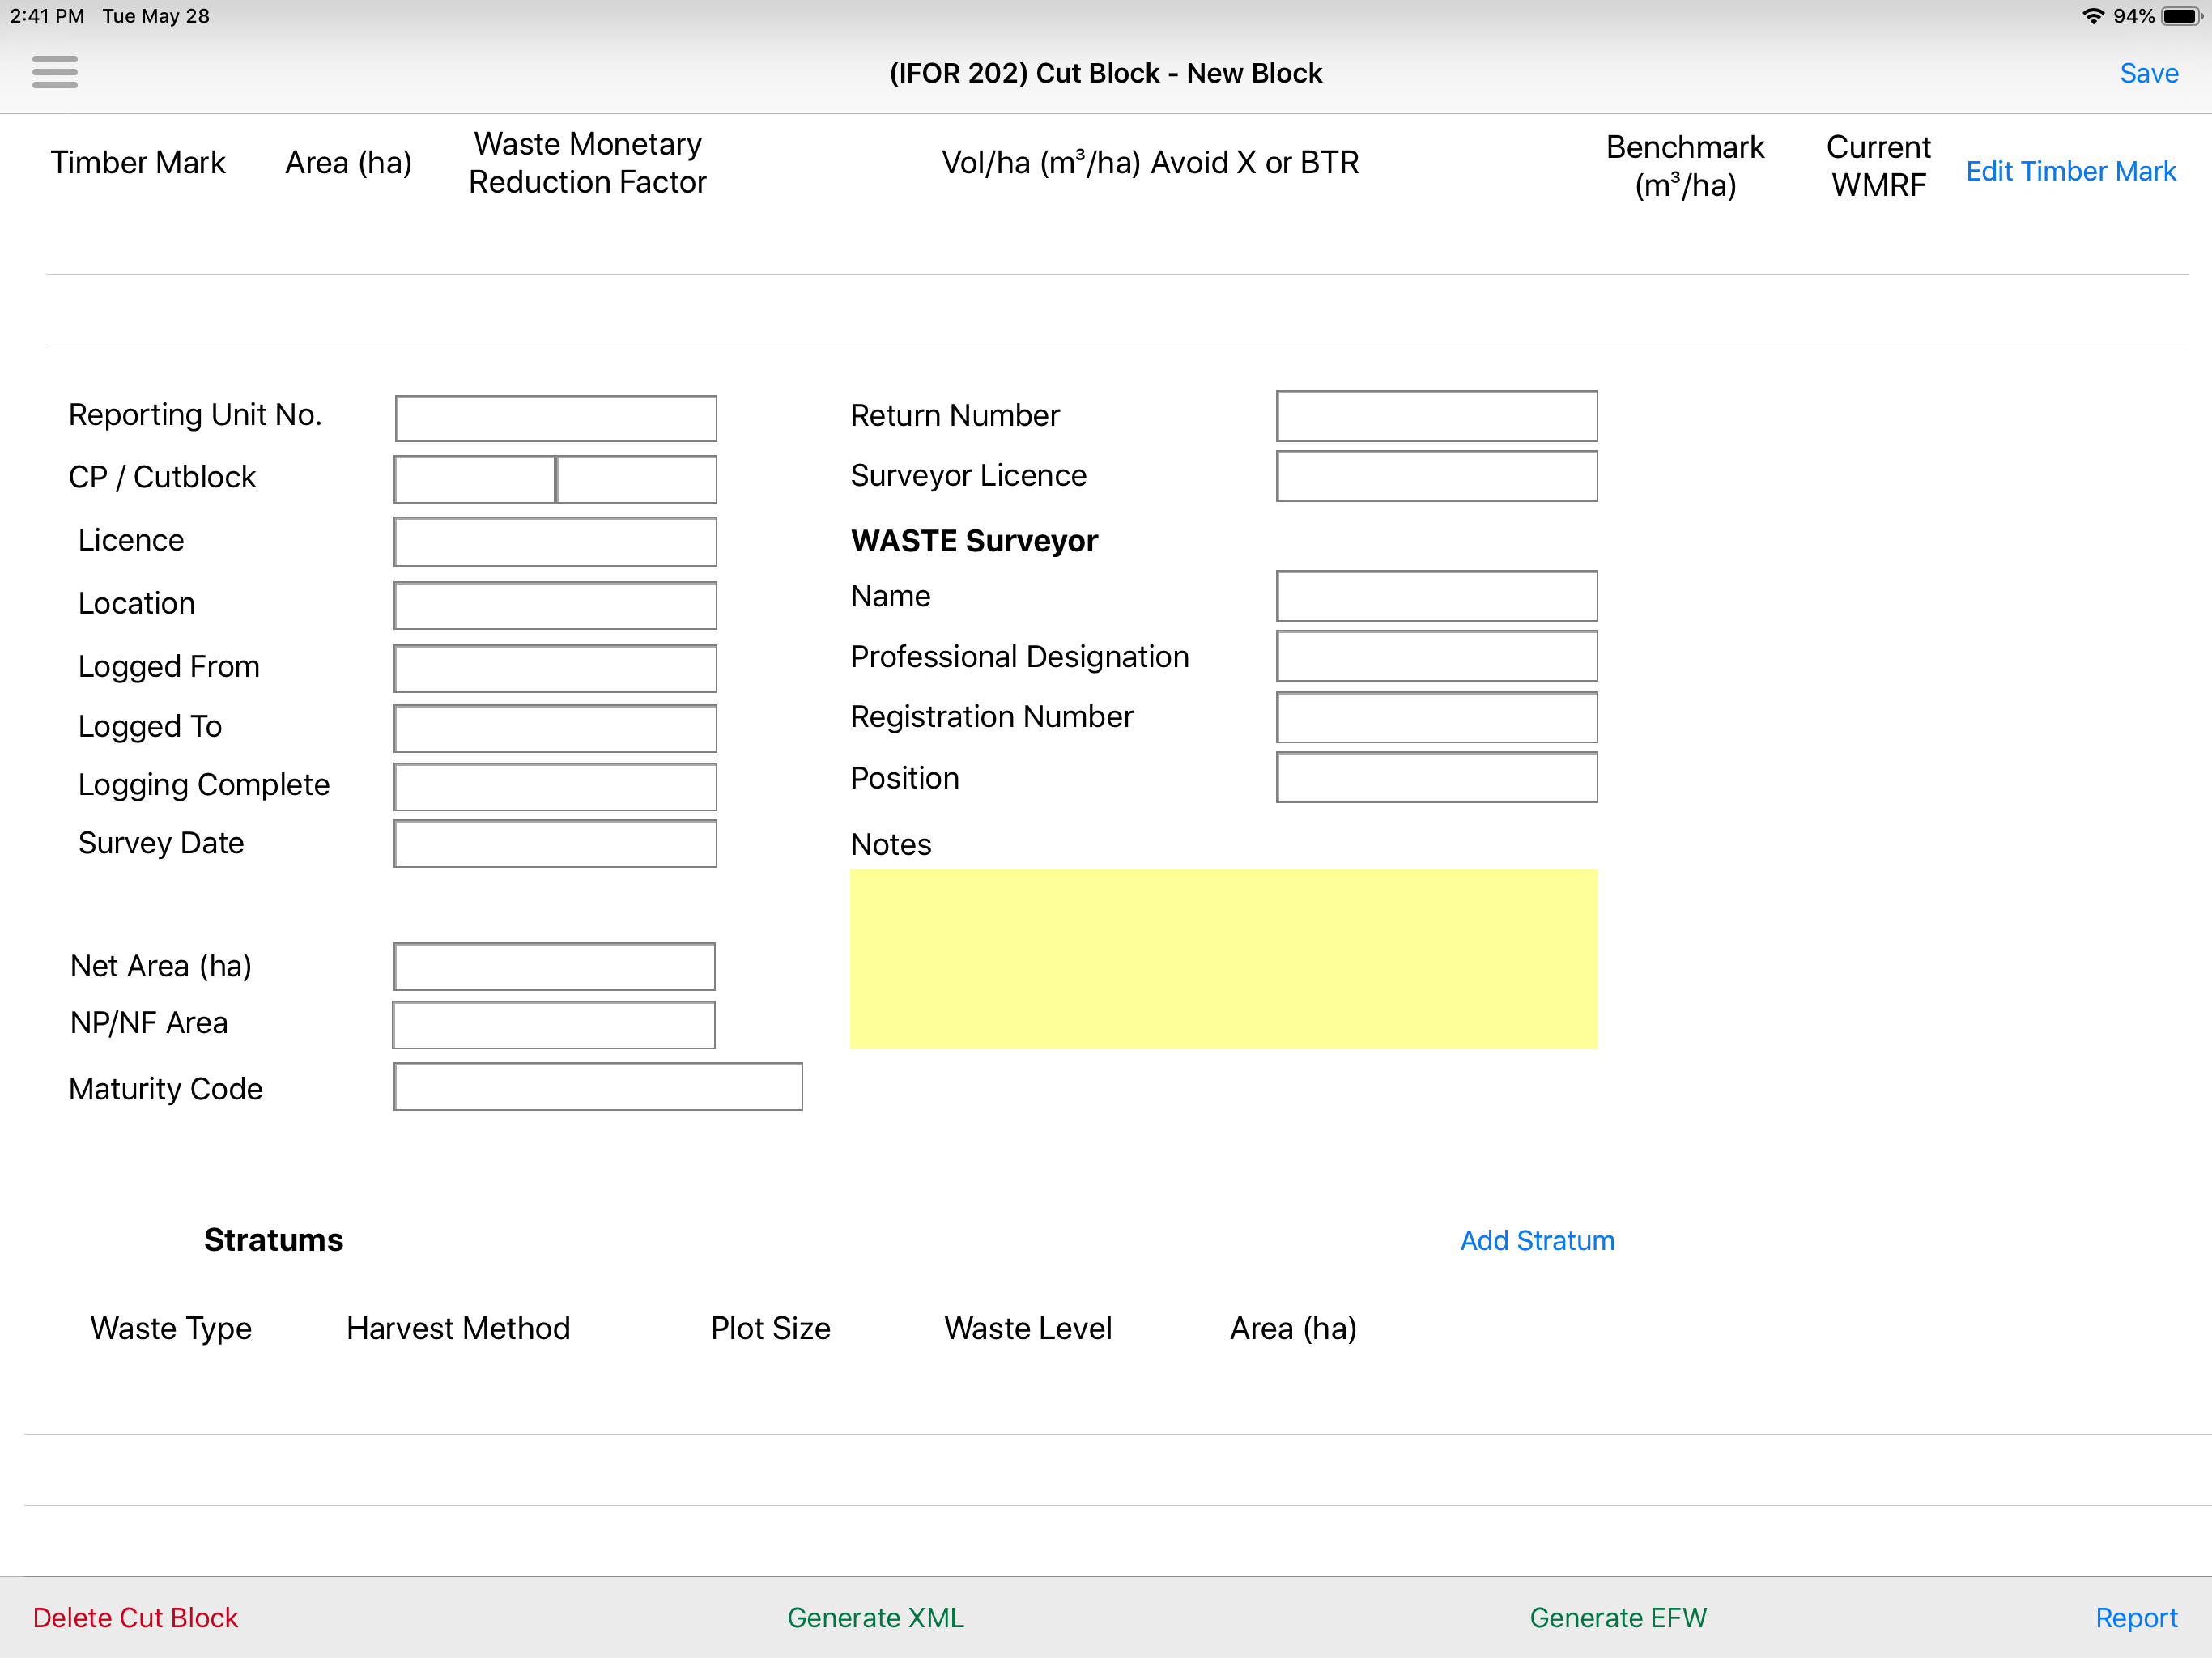 2:41 PM Tue May 28
94%
(IFOR 202) Cut Block - New Block
Save
Timber Mark
Area (ha)
Waste Monetary
Reduction Factor
Vol/ha (m³/ha) Avoid X or BTR
Benchmark
(m³/ha)
Current
WMRF
Edit Timber Mark
Reporting Unit No.
CP / Cutblock
Licence
Location
Logged From
Logged To
Logging Complete
Survey Date
Net Area (ha)
NP/NF Area
Maturity Code
Return Number
Surveyor Licence
WASTE Surveyor
Name
Professional Designation
Registration Number
Position
Notes
Stratums
Add Stratum
Waste Type
Harvest Method
Plot Size
Waste Level
Area (ha)
Delete Cut Block
Generate XML
Generate EFW
Report